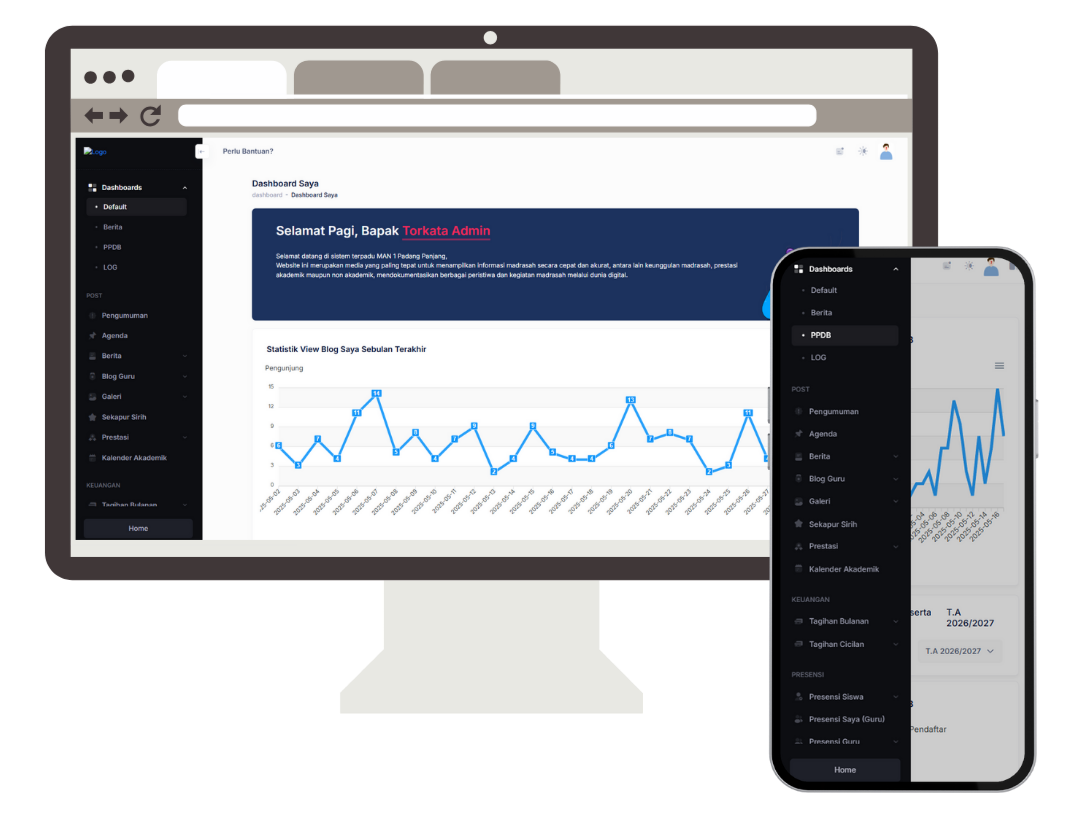 Logo
Perlu Bantuan?
Dashboards
Default
Berita
PPDB
LOG
POST
Pengumuman
Agenda
Berita
Blog Guru
Galeri
Sekapur Sirih
Prestasi
Kalender Akademik
KEUANGAN
Tagihan Bulanan
Home
Dashboard Saya
dashboard - Dashboard Saya
Selamat Pagi, Bapak Torkata Admin
Selamat datang di sistem terpadu MAN 1 Padang Panjang,
Website ini merupakan media yang paling tepat untuk menampilkan informasi madrasah secara cepat dan akurat, antara lain keunggulan madrasah, prestasi
akademik maupun non akademik, mendokumentasikan berbagai peristiwa dan kegiatan madrasah melalui dunia digital.
Statistik View Blog Saya Sebulan Terakhir
Pengunjung
15
12
9
6
3
0
6 3 7 4 11 14 5 8 4 7 9 2 4 9 5 4 4 6 13 7 8 7 2 3 11 4
25-05-02
2025-05-03
2025-05-04
2025-05-05
2025-05-06
2025-05-07
2025-05-08
2025-05-09
2025-05-10
2025-05-11
2025-05-12
2025-05-13
2025-05-14
2025-05-15
2025-05-16
2025-05-17
2025-05-18
2025-05-19
2025-05-20
2025-05-21
2025-05-22
2025-05-23
2025-05-24
2025-05-25
2025-05-26
2025-05-27
Dashboards
Default
Berita
PPDB
LOG
POST
Pengumuman
Agenda
Berita
Blog Guru
Galeri
Sekapur Sirih
Prestasi
Kalender Akademik
KEUANGAN
Tagihan Bulanan
Tagihan Cicilan
PRESENSI
Presensi Siswa
Presensi Saya (Guru)
Presensi Guru
Home
5-04
2025-05-06
2025-05-08
2025-05-10
2025-05-12
2025-05-14
2025-05-16
serta T.A
2026/2027
T.A 2026/2027
Pendaftar